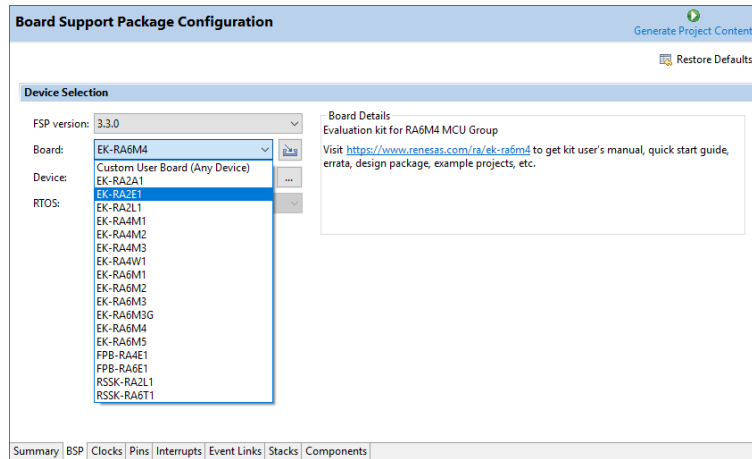 Board Support Package Configuration
Generate Project Content
Restore Defaults
Device Selection
FSP version: 3.3.0
Board: EK-RA6M4
Device: ...
RTOS:
Custom User Board (Any Device)
EK-RA2A1
EK-RA2E1
EK-RA2L1
EK-RA4M1
EK-RA4M2
EK-RA4M3
EK-RA4W1
EK-RA6M1
EK-RA6M2
EK-RA6M3
EK-RA6M3G
EK-RA6M4
EK-RA6M5
FPB-RA4E1
FPB-RA6E1
RSSK-RA2L1
RSSK-RA6T1
Board Details
Evaluation kit for RA6M4 MCU Group
Visit https://www.renesas.com/ra/ek-ra6m4 to get kit user's manual, quick start guide,
errata, design package, example projects, etc.
Summary BSP Clocks Pins Interrupts Event Links Stacks Components